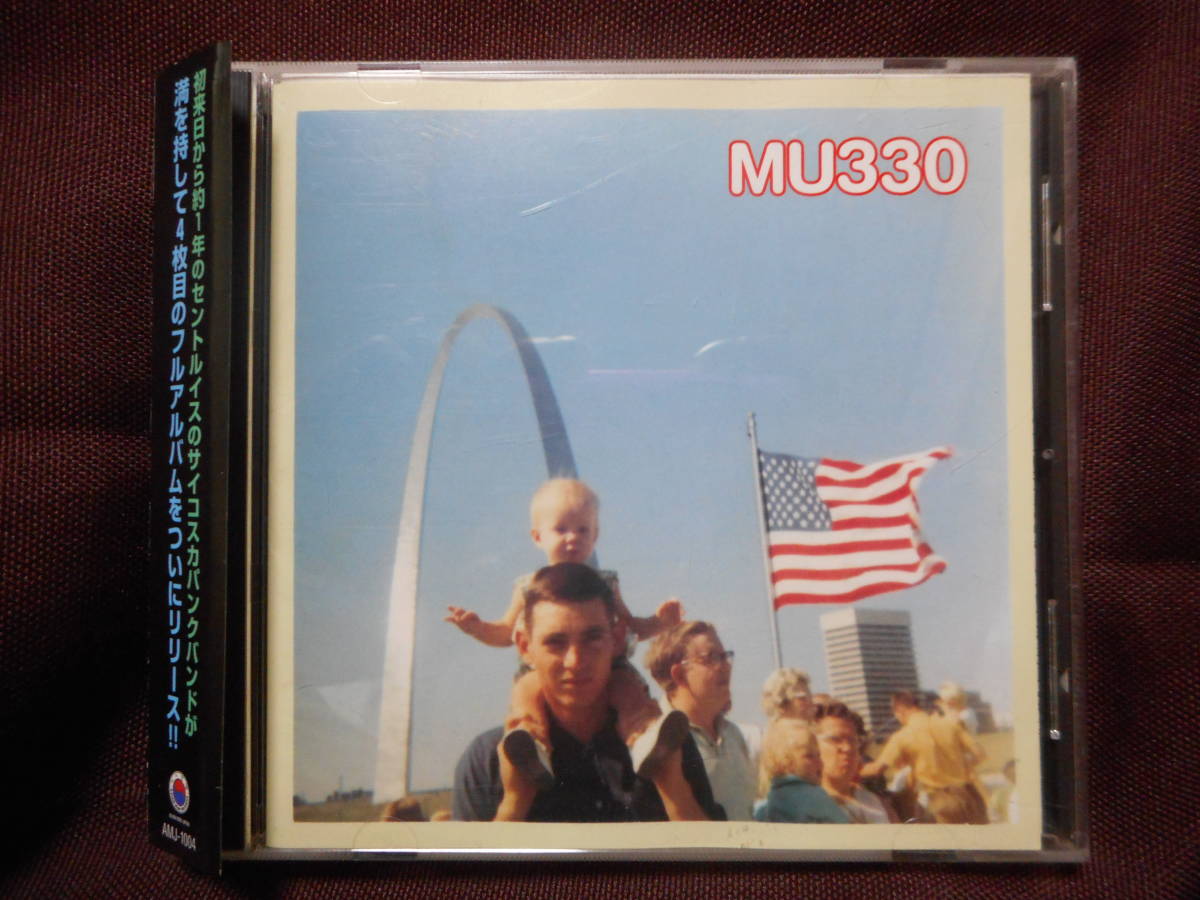 初来日から約1年のセントルイスのサイコスカパンクバンドが
満を持して4枚目のフルアルバムをついにリリース!!
AMJ-1004
MU330